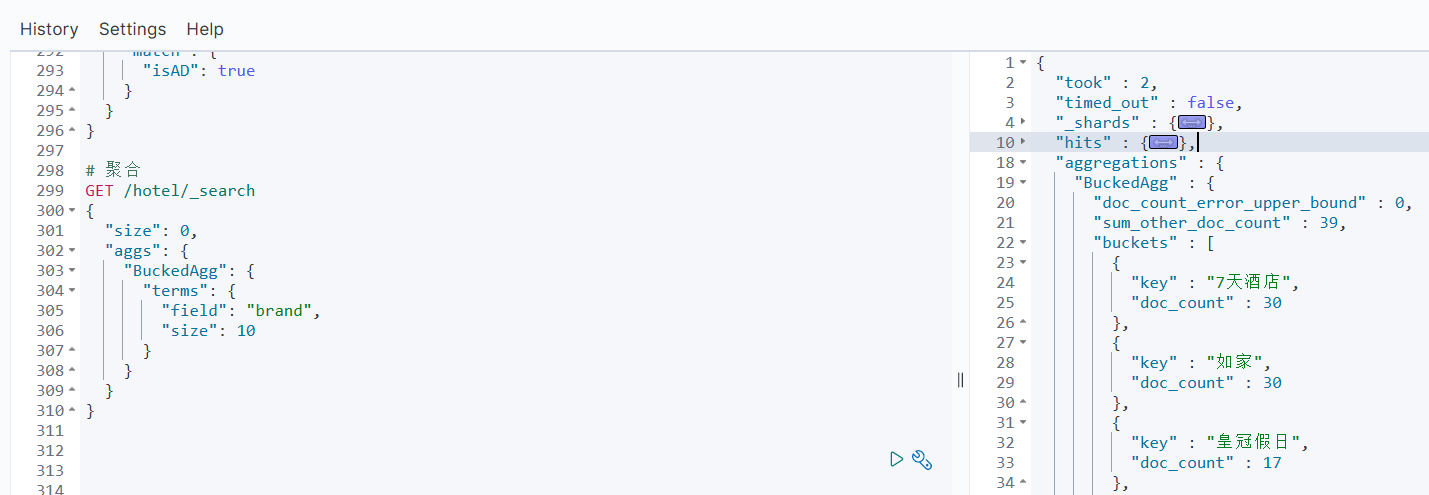 History Settings Help
292 "match": {
293 "isAD": true
294 }
295 }
296 }
297
298 # 聚合
299 GET /hotel/_search
300 {
301 "size": 0,
302 "aggs": {
303 "BuckedAgg": {
304 "terms": {
305 "field": "brand",
306 "size": 10
307 }
308 }
309 }
310 }
311
312
313
314
1 {
2 "took" : 2,
3 "timed_out" : false,
4 "_shards" : {},
10 "hits" : {},
18 "aggregations" : {
19 "BuckedAgg" : {
20 "doc_count_error_upper_bound" : 0,
21 "sum_other_doc_count" : 39,
22 "buckets" : [
23 {
24 "key" : "7天酒店",
25 "doc_count" : 30
26 },
27 {
28 "key" : "如家",
29 "doc_count" : 30
30 },
31 {
32 "key" : "皇冠假日",
33 "doc_count" : 17
34 },